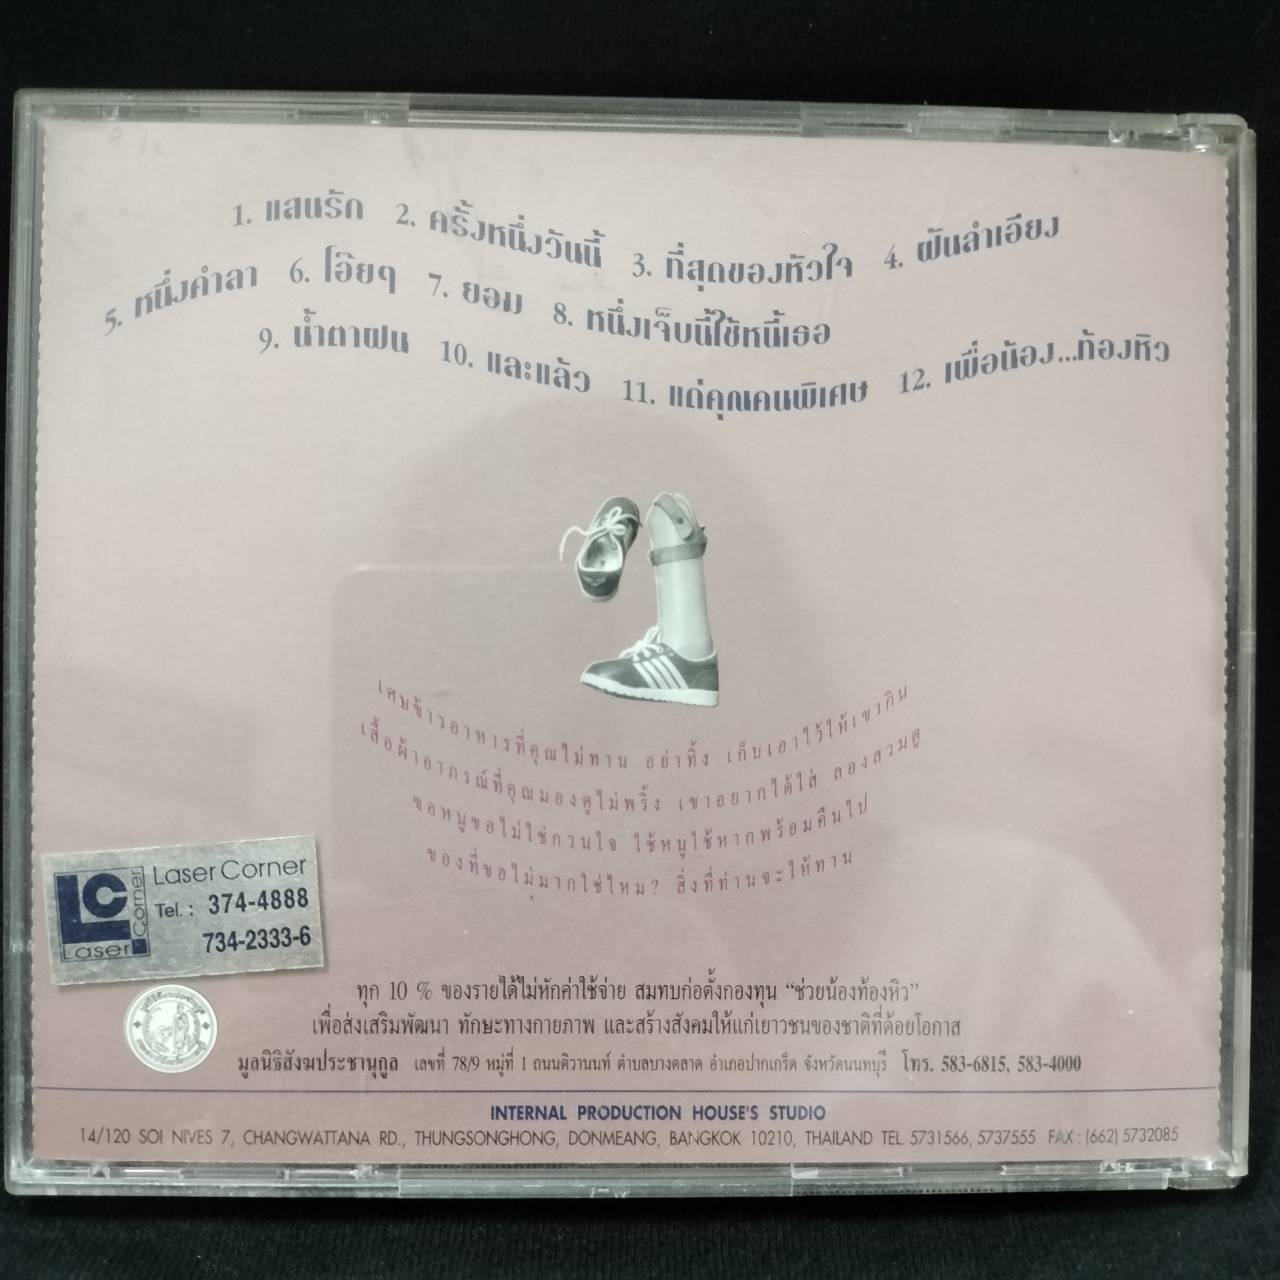 1. แสนรัก 2. ครั้งหนึ่งวันนี้ 3. ที่สุดของหัวใจ 4. ฝันลำเอียง
5. หนึ่งคำลา 6. โอ๊ยๆ 7. ยอม 8. หนึ่งเจ็บนี้ใช้หนี้เธอ
9. น้ำตาฝน 10. และแล้ว 11. แด่คุณคนพิเศษ 12. เพื่อน้อง...ท้องหิว
เศษข้าวอาหารที่คุณไม่ทาน อย่าทิ้ง เก็บเอาไว้ให้เขากิน
เสื้อผ้าอาภรณ์ที่คุณมองดูไม่พริ้ง เขาอยากได้ใส่ ลองสวมดู
ขอหนูขอไม่ใช่กวนใจ ใช้หนูใช้หากพร้อมคืนไป
ของที่ขอไม่มากใช่ไหม? สิ่งที่ท่านจะให้ทาน
LC
Laser Corner
Laser Corner
Tel. : 374-4888
734-2333-6
ทุก 10 % ของรายได้ไม่หักค่าใช้จ่าย สมทบก่อตั้งกองทุน “ช่วยน้องท้องหิว”
เพื่อส่งเสริมพัฒนา ทักษะทางกายภาพ และสร้างสังคมให้แก่เยาวชนของชาติที่ด้อยโอกาส
มูลนิธิสังฆประชานุกูล เลขที่ 78/9 หมู่ที่ 1 ถนนติวานนท์ ตำบลบางตลาด อำเภอปากเกร็ด จังหวัดนนทบุรี โทร. 583-6815, 583-4000
INTERNAL PRODUCTION HOUSE'S STUDIO
14/120 SOI NIVES 7, CHANGWATTANA RD., THUNGSONGHONG, DONMEANG, BANGKOK 10210, THAILAND TEL. 5731566, 5737555 FAX : (662) 5732085